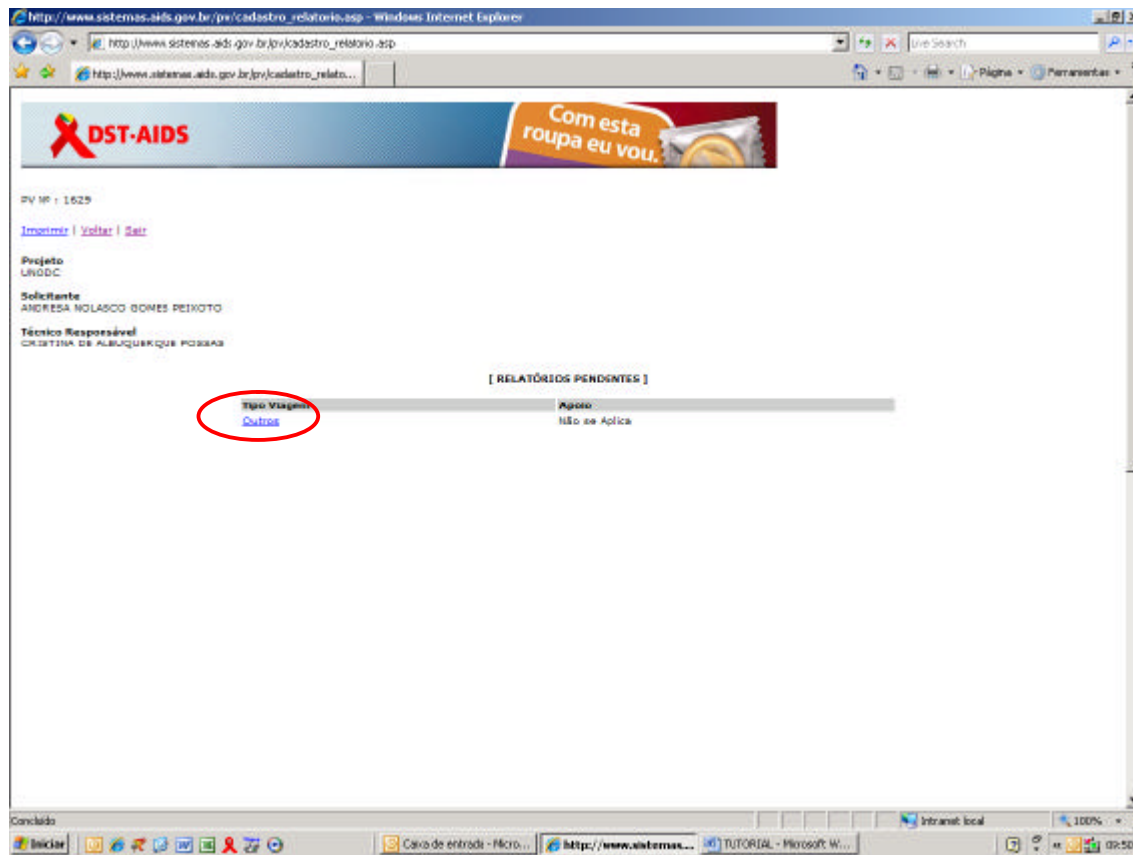 http://www.sistemas.aids.gov.br/pv/cadastro_relatorio.asp - Windows Internet Explorer
http://www.sistemas.aids.gov.br/pv/cadastro_relatorio.asp
Live Search
http://www.sistemas.aids.gov.br/pv/cadastro_relato...
Página
Ferramentas
DST-AIDS
Com esta
roupa eu vou.
PV Nº : 1629
Imprimir | Voltar | Sair
Projeto
UNODC
Solicitante
ANDRESA NOLASCO GOMES PEIXOTO
Técnico Responsável
CRISTINA DE ALBUQUERQUE POSSAS
[ RELATÓRIOS PENDENTES ]
Tipo Viagem Apoio
Outros Não se Aplica
Concluído
Intranet local
100%
Iniciar
Caixa de entrada - Micro...
http://www.sistemas...
TUTORIAL - Microsoft W...
09:50